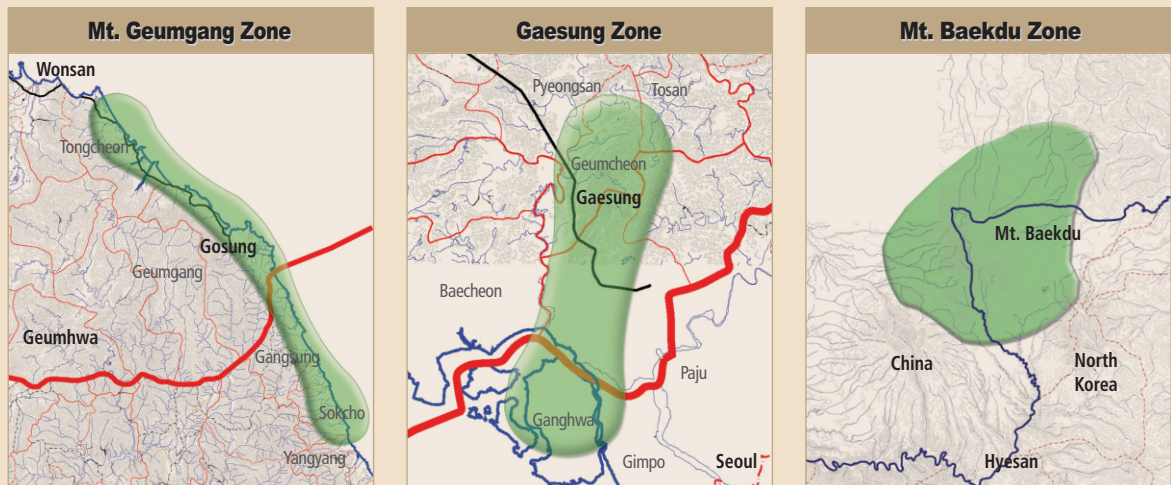 Mt. Geumgang Zone
Wonsan
Tongcheon
Gosung
Geumgang
Geumhwa
Gangsung
Sokcho
Yangyang
Gaesung Zone
Pyeongsan
Tosan
Geumcheon
Gaesung
Baecheon
Paju
Ganghwa
Gimpo
Seoul
Mt. Baekdu Zone
Mt. Baekdu
China
North
Korea
Hyesan